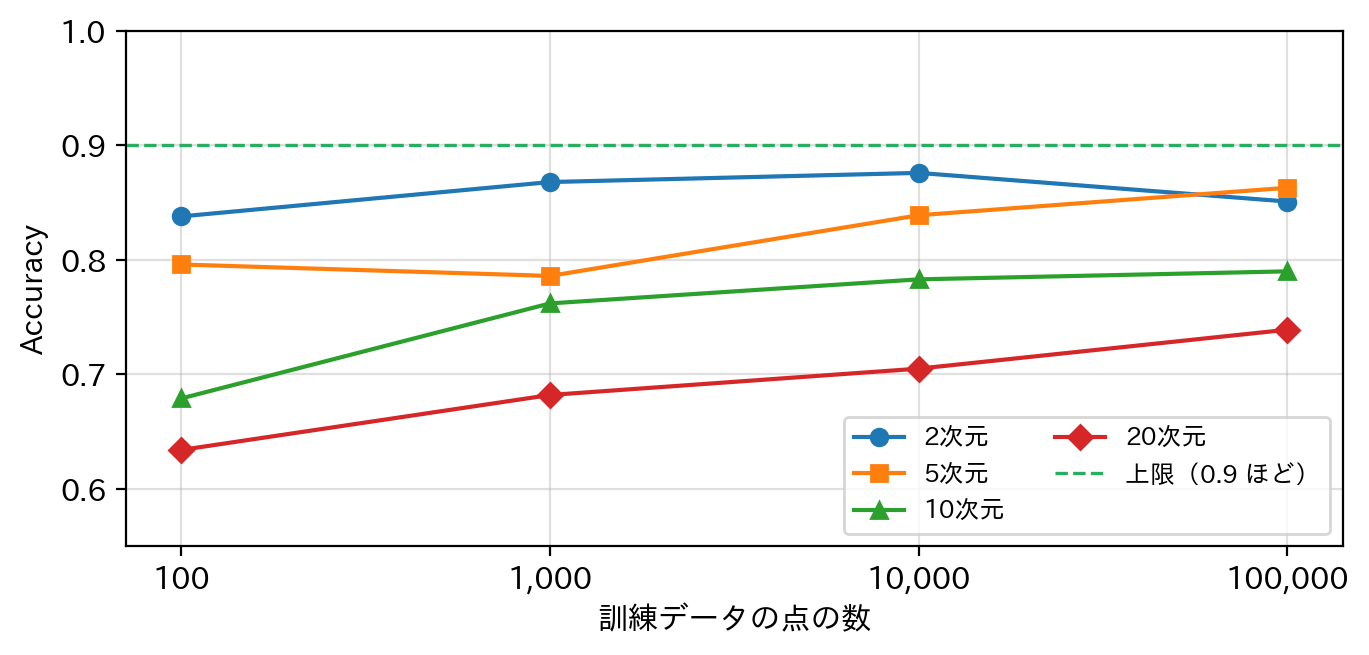 1.0
0.9
0.8
0.7
0.6
Accuracy
2次元
5次元
10次元
20次元
上限（0.9 ほど）
100
1,000
10,000
100,000
訓練データの点の数